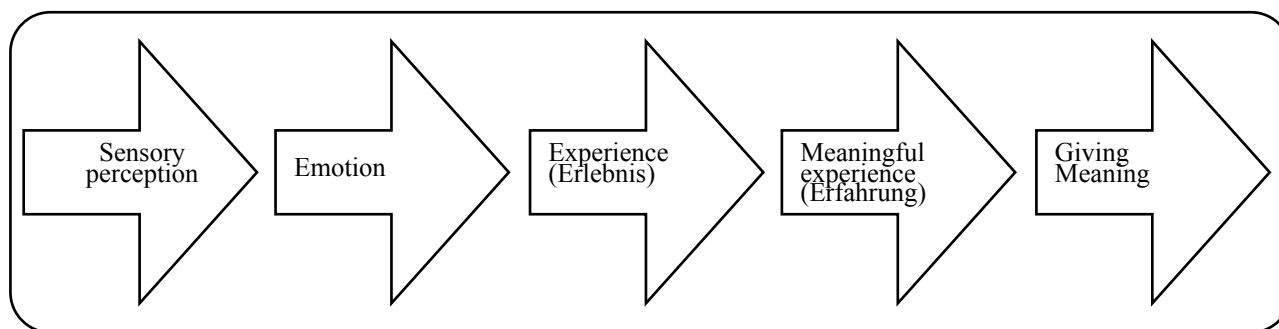 Sensory
perception
Emotion
Experience
(Erlebnis)
Meaningful
experience
(Erfahrung)
Giving
Meaning